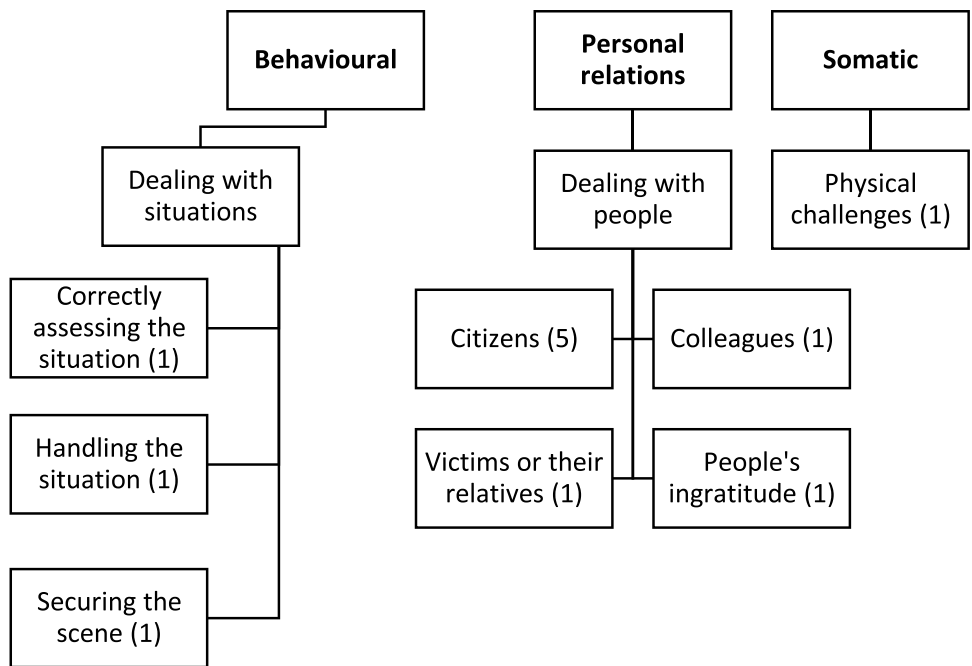 Behavioural
Personal
relations
Somatic
Dealing with
situations
Dealing with
people
Physical
challenges (1)
Correctly
assessing the
situation (1)
Citizens (5)
Colleagues (1)
Handling the
situation (1)
Victims or their
relatives (1)
People's
ingratitude (1)
Securing the
scene (1)